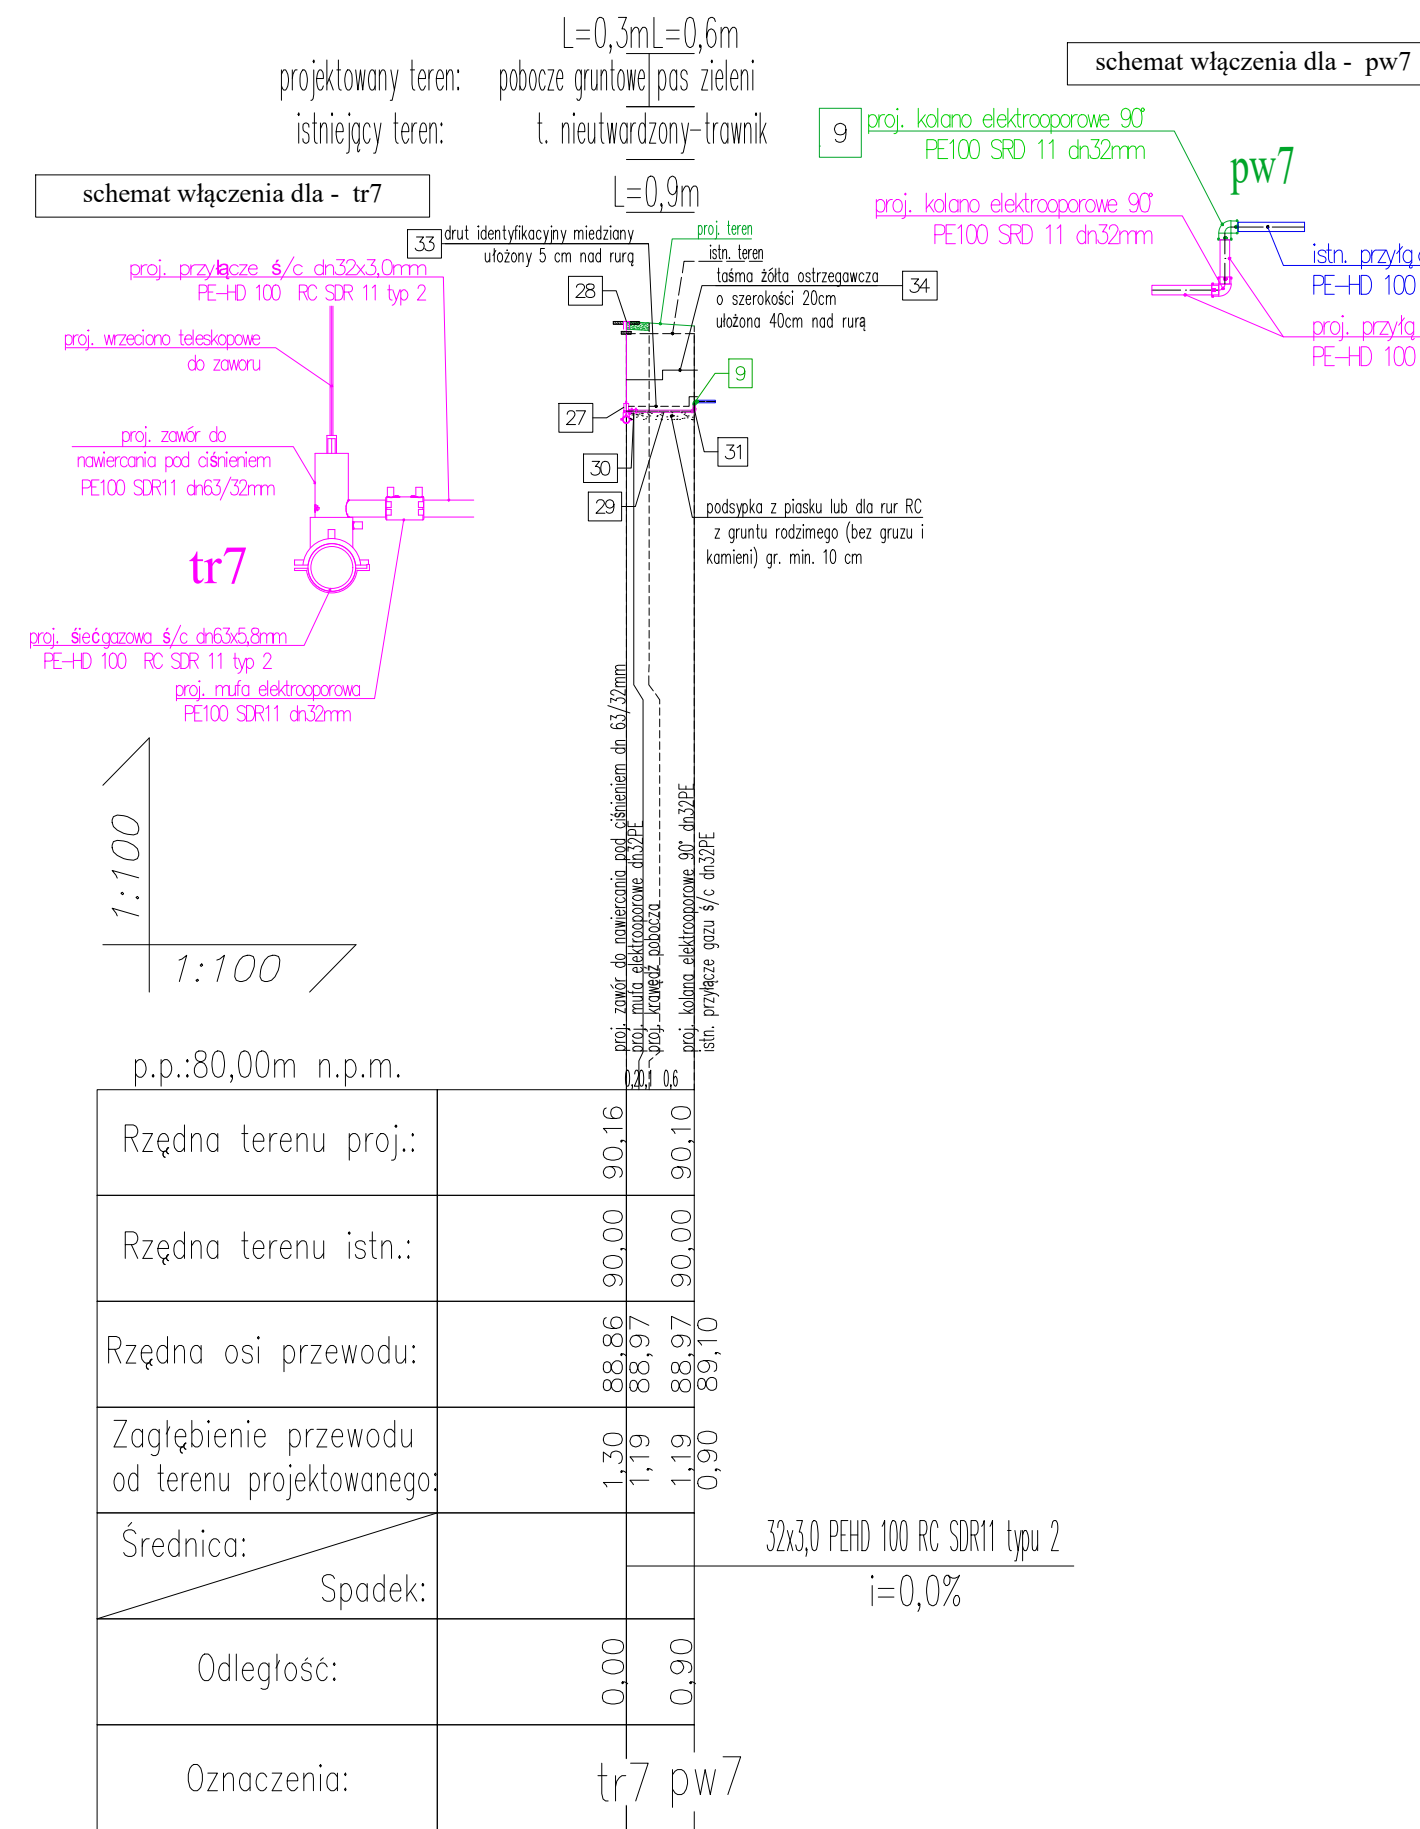 L=0,3m L=0,6m
projektowany teren: pobocze gruntowe pas zieleni
istniejący teren: t. nieutwardzony-trawnik
L=0,9m
schemat włączenia dla - pw7
9
proj. kolano elektrooporowe 90°
PE100 SRD 11 dn32mm
pw7
proj. kolano elektrooporowe 90°
PE100 SRD 11 dn32mm
istn. przyłą
PE-HD 100
proj. przyłą
PE-HD 100
schemat włączenia dla - tr7
proj. przyłącze ś/c dn32x3,0mm
PE-HD 100 RC SDR 11 typ 2
proj. wrzeciono teleskopowe
do zaworu
proj. zawór do
nawiercania pod ciśnieniem
PE100 SDR11 dn63/32mm
tr7
proj. siećgazowa ś/c dn63x5,8mm
PE-HD 100 RC SDR 11 typ 2
proj. mufa elektrooporowa
PE100 SDR11 dn32mm
33
drut identyfikacyjny miedziany
ułożony 5 cm nad rurą
proj. teren
istn. teren
taśma żółta ostrzegawcza
o szerokości 20cm
ułożona 40cm nad rurą
34
28
9
27
31
30
29
podsypka z piasku lub dla rur RC
z gruntu rodzimego (bez gruzu i
kamieni) gr. min. 10 cm
proj. zawór do nawiercania pod ciśnieniem dn 63/32mm
proj. mufa elektrooporowe dn32PE
proj. krawędź pobocza
proj. kolana elektrooporowe 90° dn32PE
istn. przyłącze gazu ś/c dn32PE
1:100
1:100
p.p.:80,00m n.p.m.
0,2 0,1 0,6
Rzędna terenu proj.: 90,16 90,10
Rzędna terenu istn.: 90,00 90,00
Rzędna osi przewodu: 88,86 88,97 88,97 89,10
Zagłębienie przewodu
od terenu projektowanego: 1,30 1,19 1,19 0,90
Średnica:
32x3,0 PEHD 100 RC SDR11 typu 2
Spadek:
i=0,0%
Odległość: 0,00 0,90
Oznaczenia: tr7 pw7